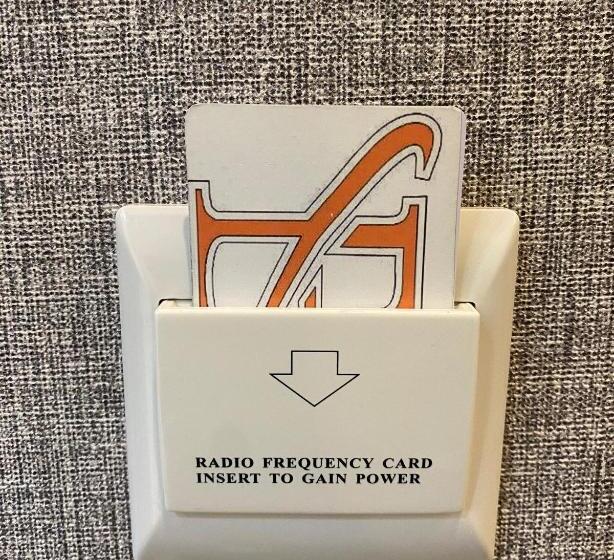 RADIO FREQUENCY CARD
INSERT TO GAIN POWER